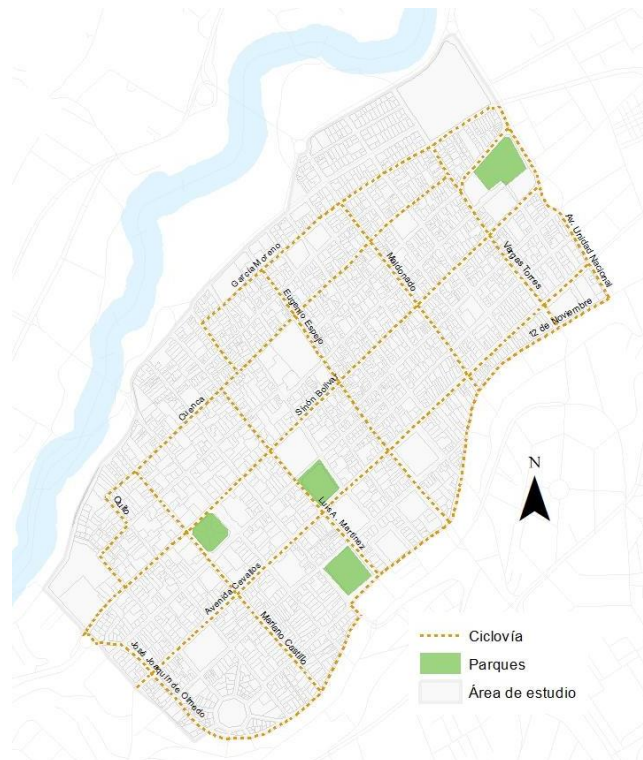 García Moreno
Maldonado
Vargas Torres
Av. Unidad Nacional
Eugenio Espejo
12 de Noviembre
Cuenca
Simón Bolívar
Quito
Luis A. Martínez
Avenida Cevallos
Mariano Castillo
José Joaquín de Olmedo
N
Ciclovía
Parques
Área de estudio